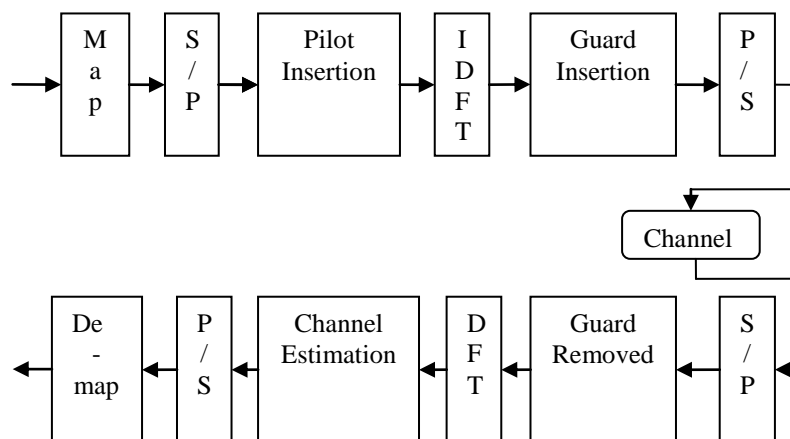 M
a
p
S
/
P
Pilot
Insertion
I
D
F
T
Guard
Insertion
P
/
S
Channel
De
-
map
P
/
S
Channel
Estimation
D
F
T
Guard
Removed
S
/
P